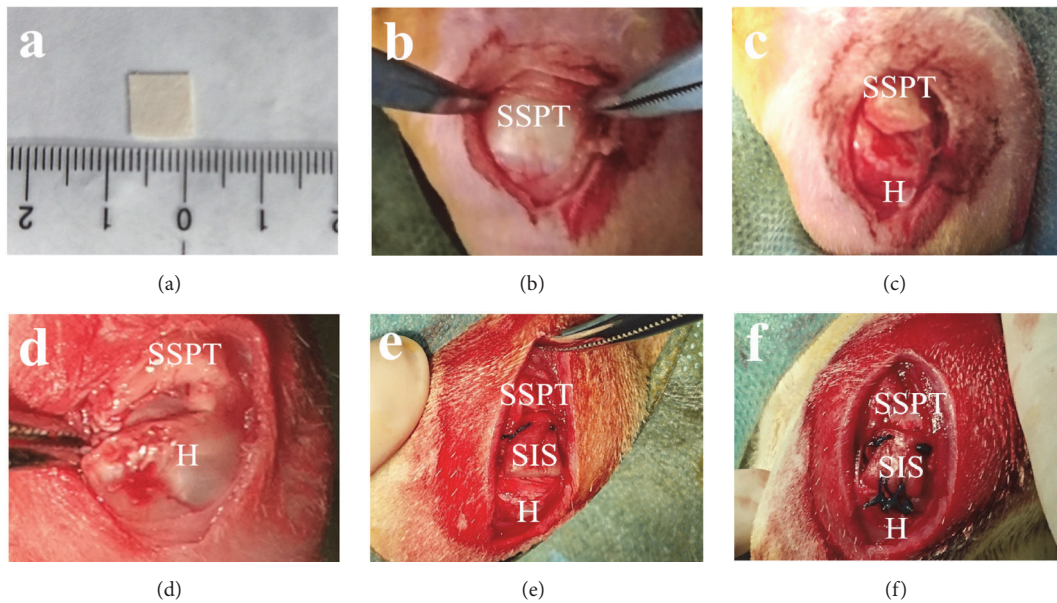 a
2 1 0 1 2
(a)
b
SSPT
(b)
c
SSPT
H
(c)
d
SSPT
H
(d)
e
SSPT
SIS
H
(e)
f
SSPT
SIS
H
(f)